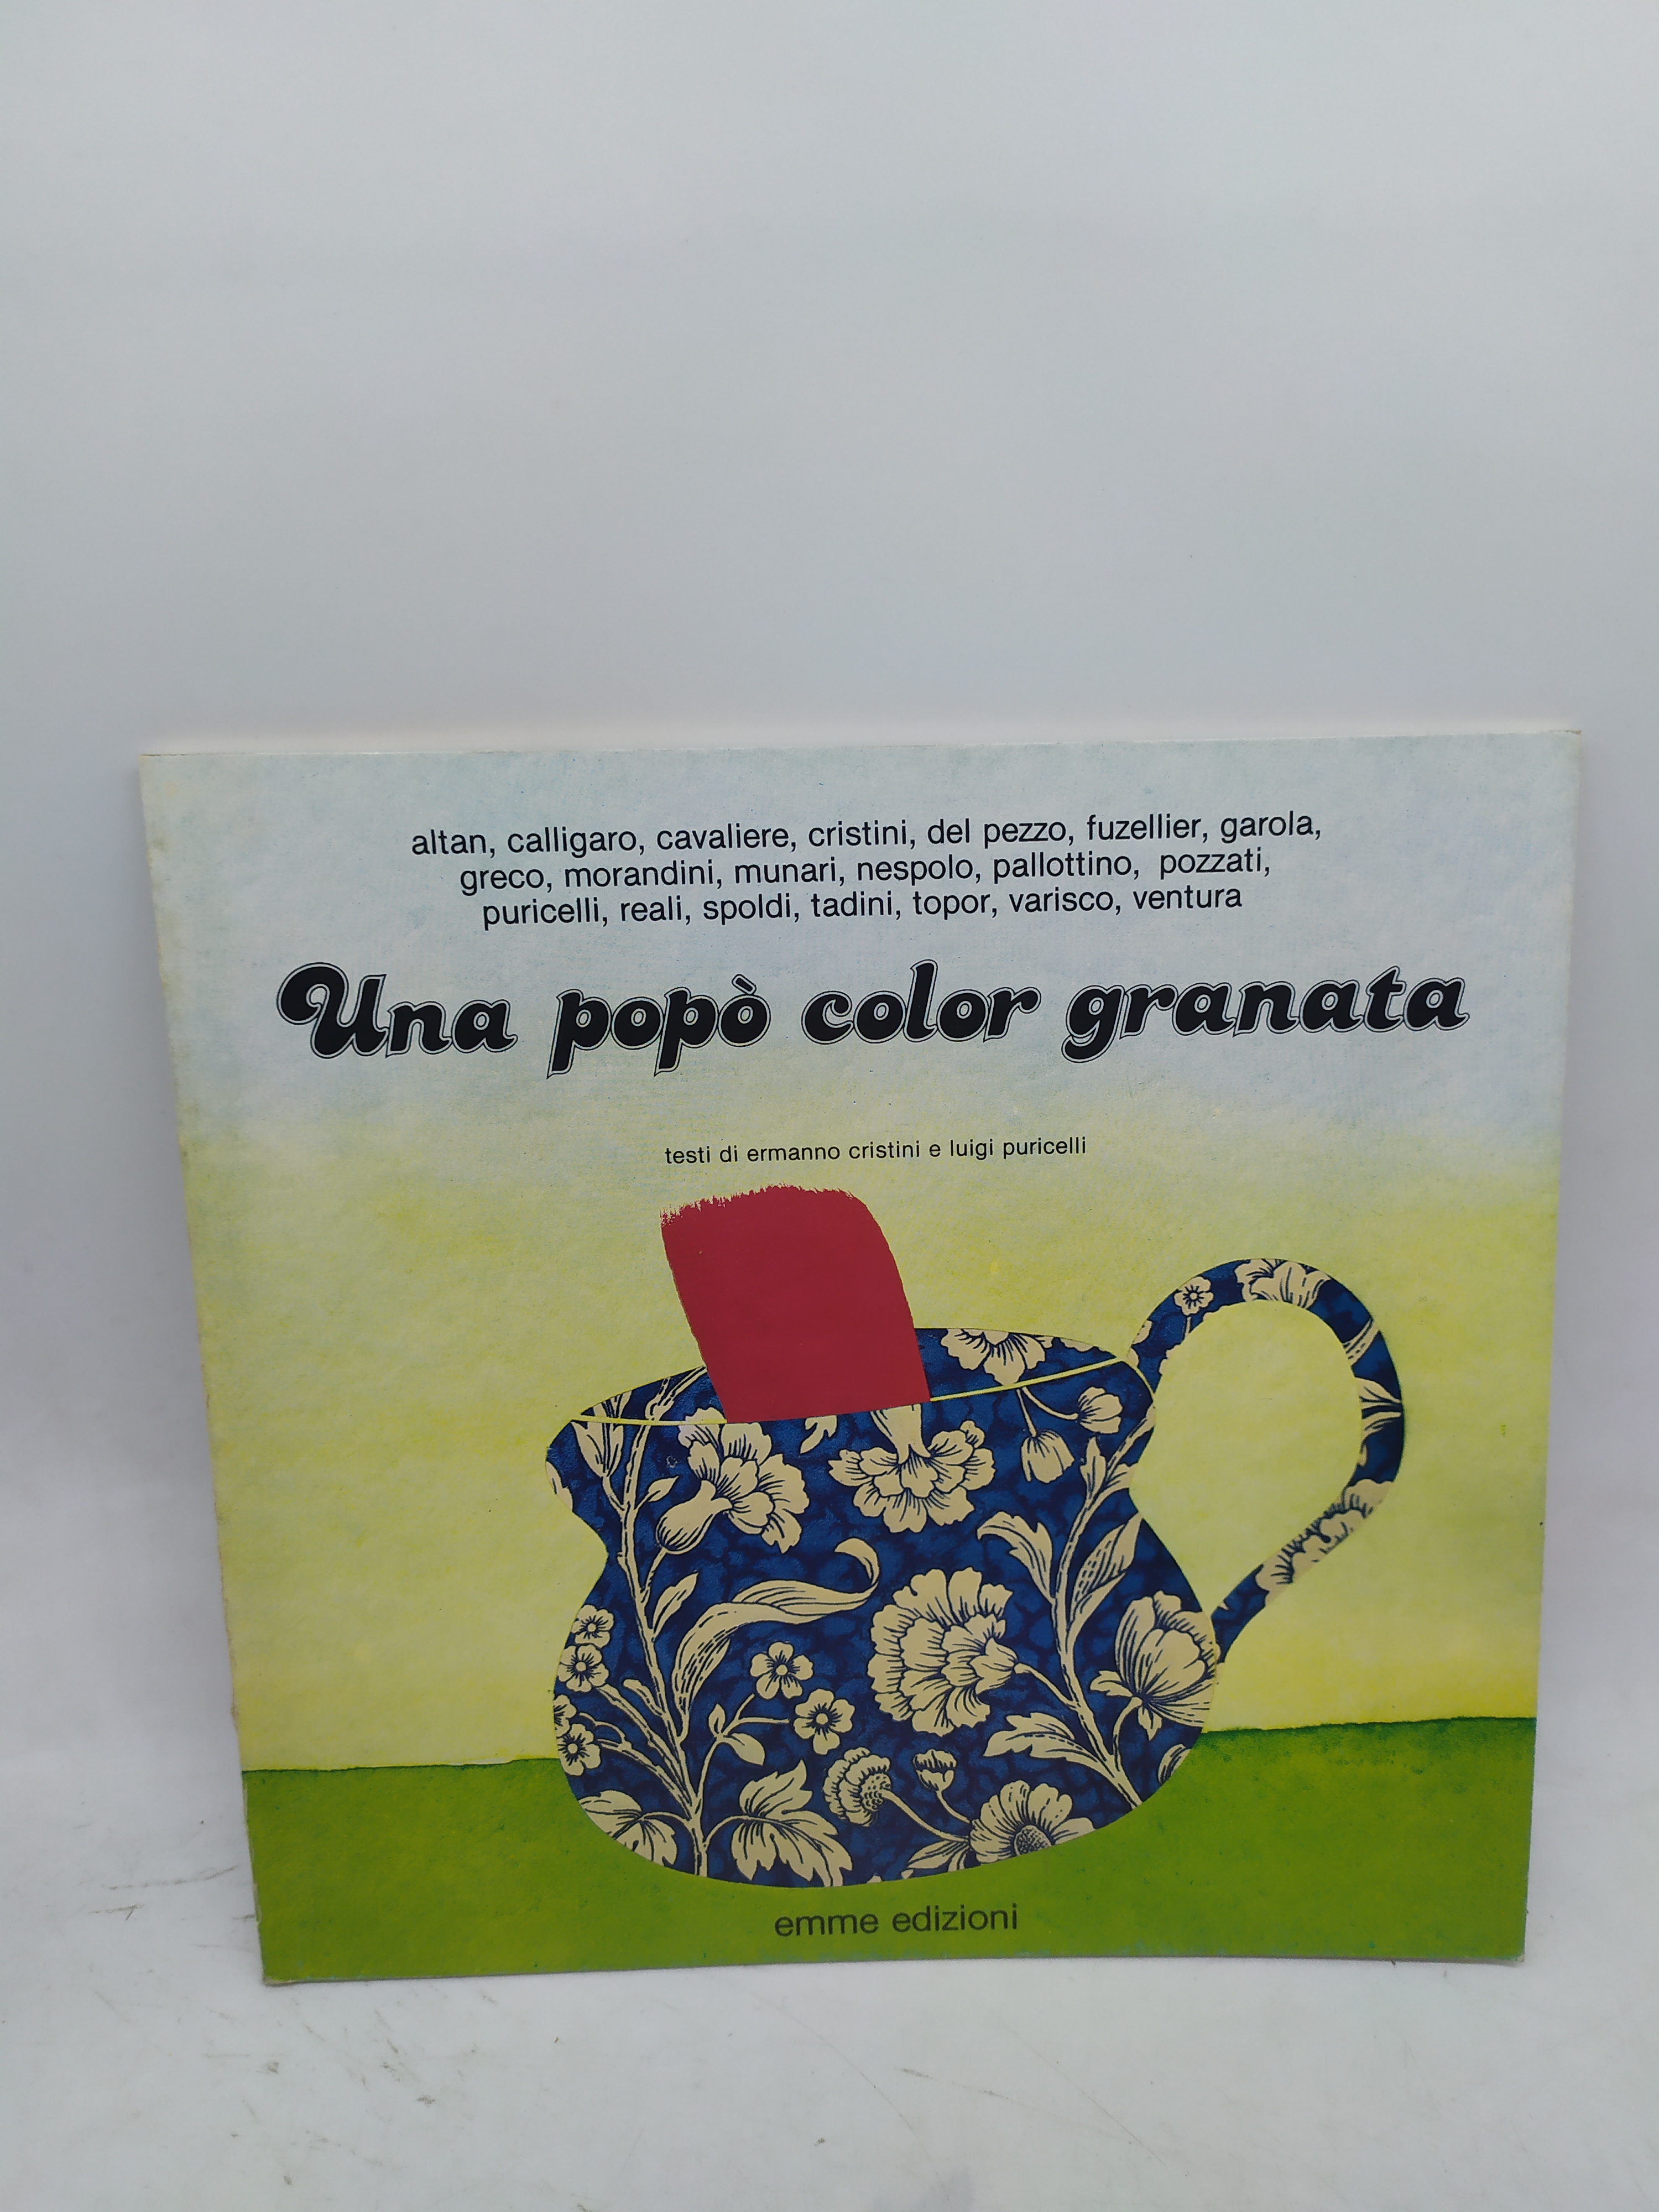 altan, calligaro, cavaliere, cristini, del pezzo, fuzellier, garola,
greco, morandini, munari, nespolo, pallottino, pozzati,
puricelli, reali, spoldi, tadini, topor, varisco, ventura
Una popò color granata
testi di ermanno cristini e luigi puricelli
emme edizioni